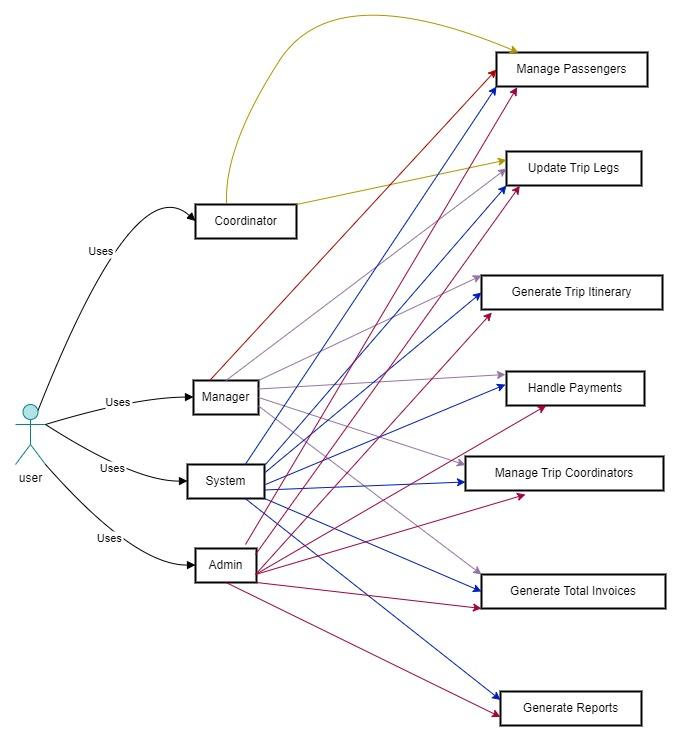 Manage Passengers
Update Trip Legs
Coordinator
Uses
Generate Trip Itinerary
Handle Payments
Uses
Manager
user
Uses
System
Manage Trip Coordinators
Uses
Admin
Generate Total Invoices
Generate Reports